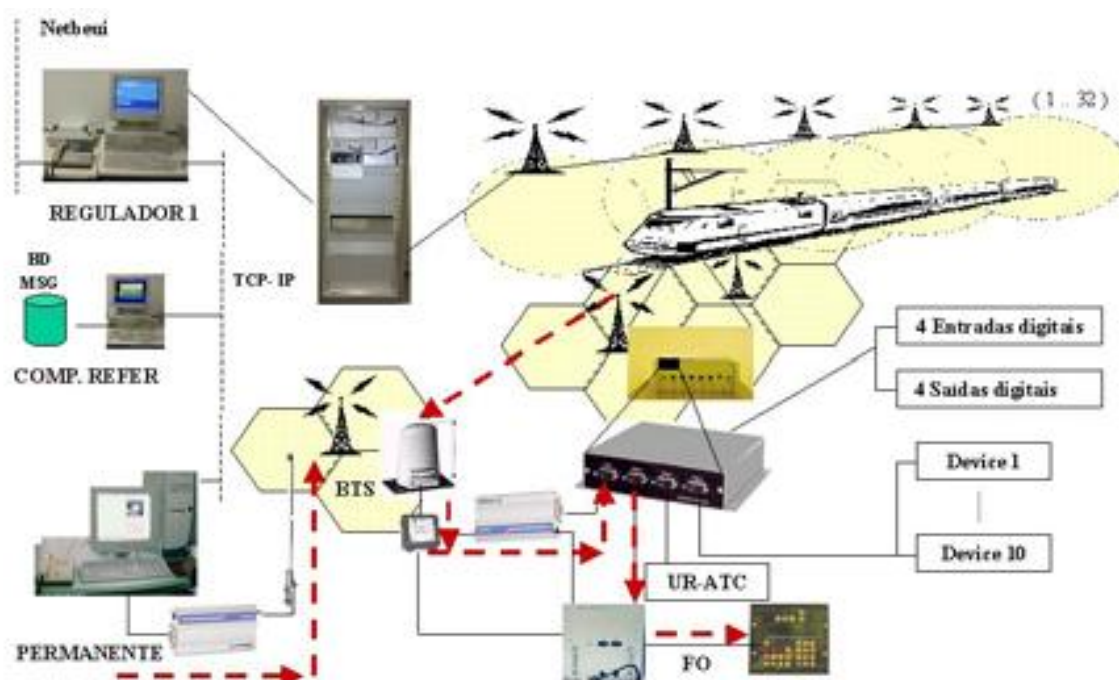 Netbeui
(1 .. 32)
REGULADOR 1
BD
MSG
TCP- IP
COMP. REFER
4 Entradas digitais
4 Saídas digitais
BTS
Device 1
Device 10
UR-ATC
PERMANENTE
FO